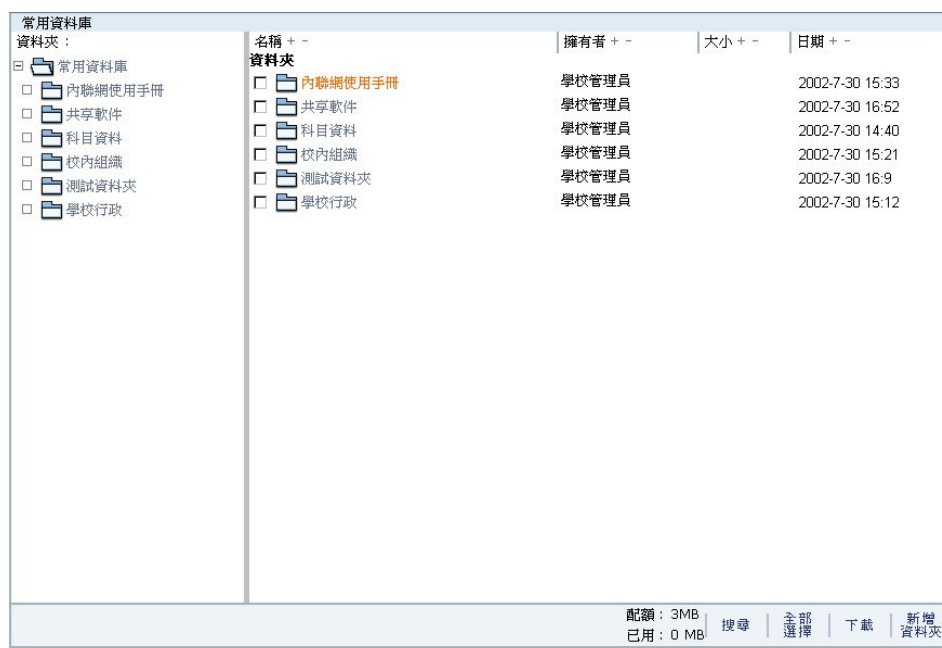 常用資料庫
資料夾：
常用資料庫
內聯網使用手冊
共享軟件
科目資料
校內組織
測試資料夾
學校行政
名稱 + - 擁有者 + - 大小 + - 日期 + -
資料夾
內聯網使用手冊 學校管理員 2002-7-30 15:33
共享軟件 學校管理員 2002-7-30 16:52
科目資料 學校管理員 2002-7-30 14:40
校內組織 學校管理員 2002-7-30 15:21
測試資料夾 學校管理員 2002-7-30 16:9
學校行政 學校管理員 2002-7-30 15:12
配額：3MB
已用：0 MB
搜尋
全部
選擇
下載
新增
資料夾